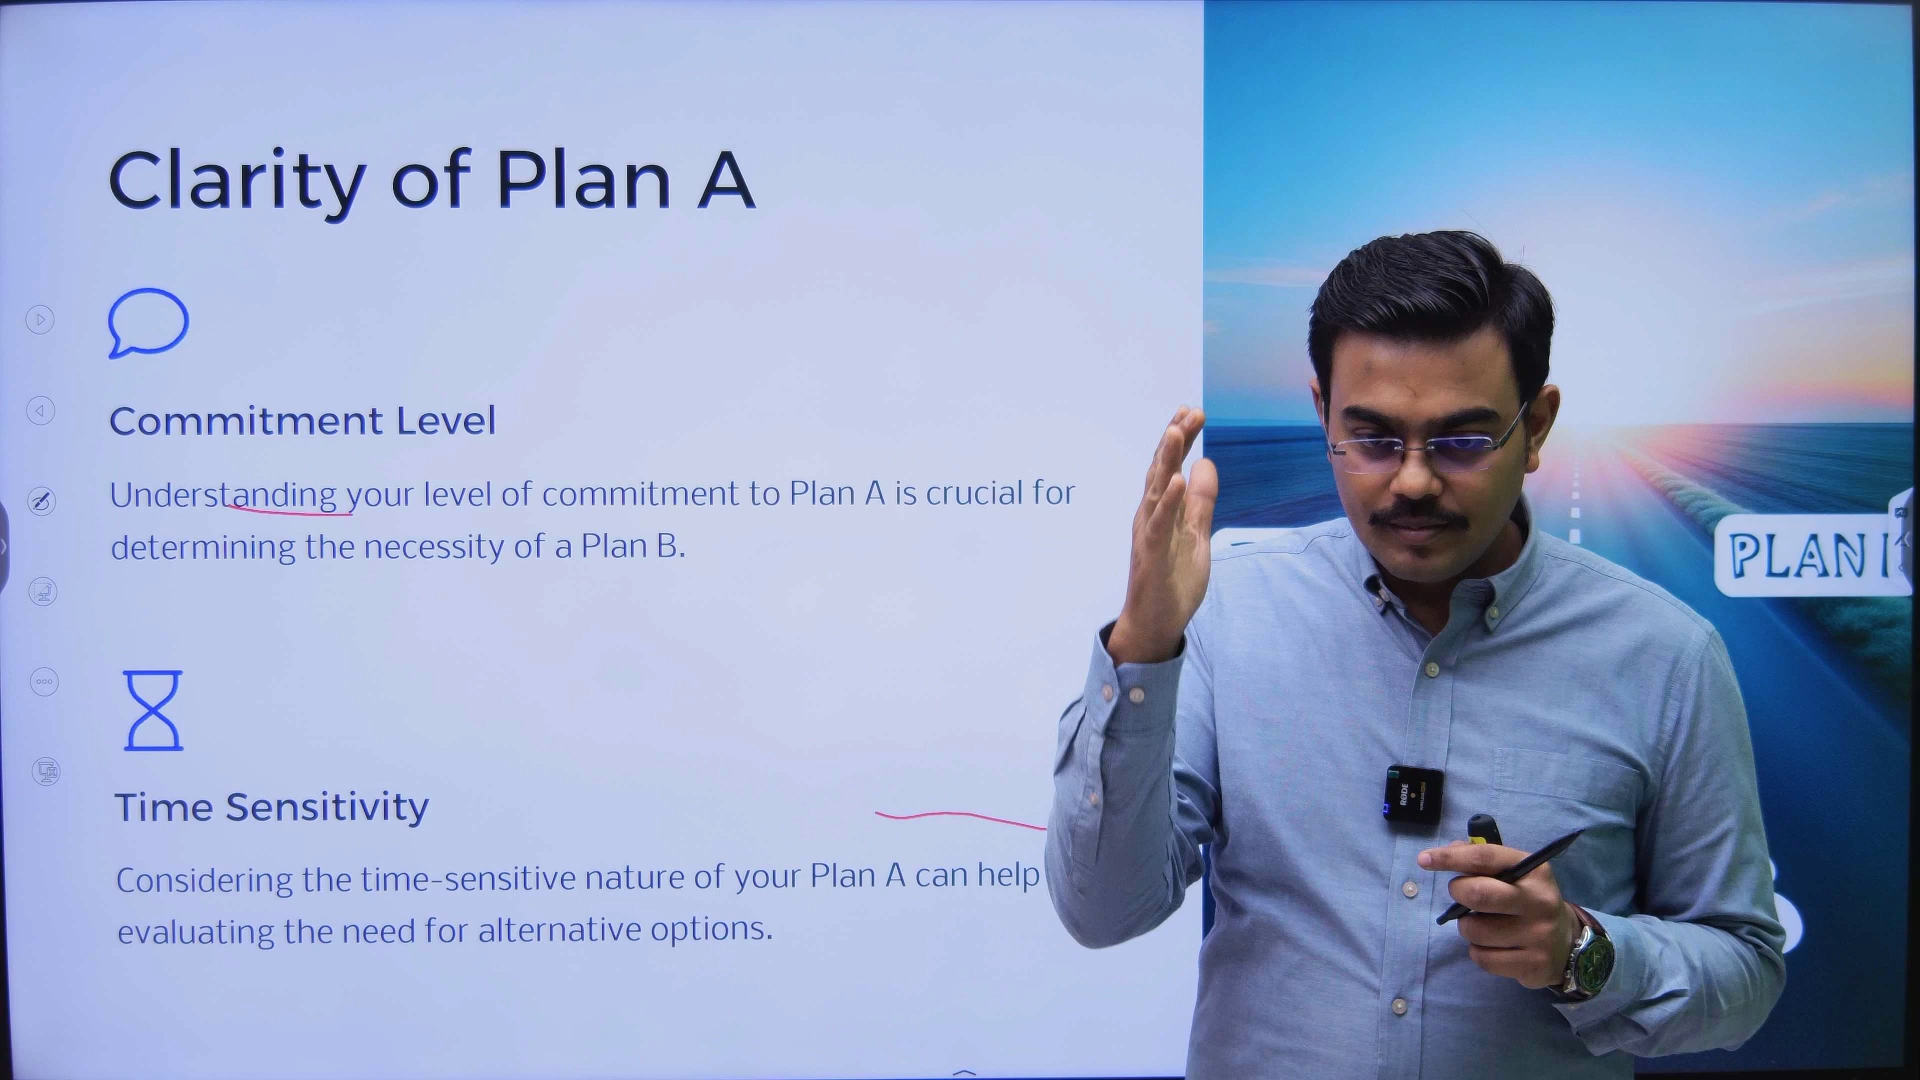 Clarity of Plan A
Commitment Level
Understanding your level of commitment to Plan A is crucial for
determining the necessity of a Plan B.
Time Sensitivity
Considering the time-sensitive nature of your Plan A can help
evaluating the need for alternative options.
PLAN
RØDE